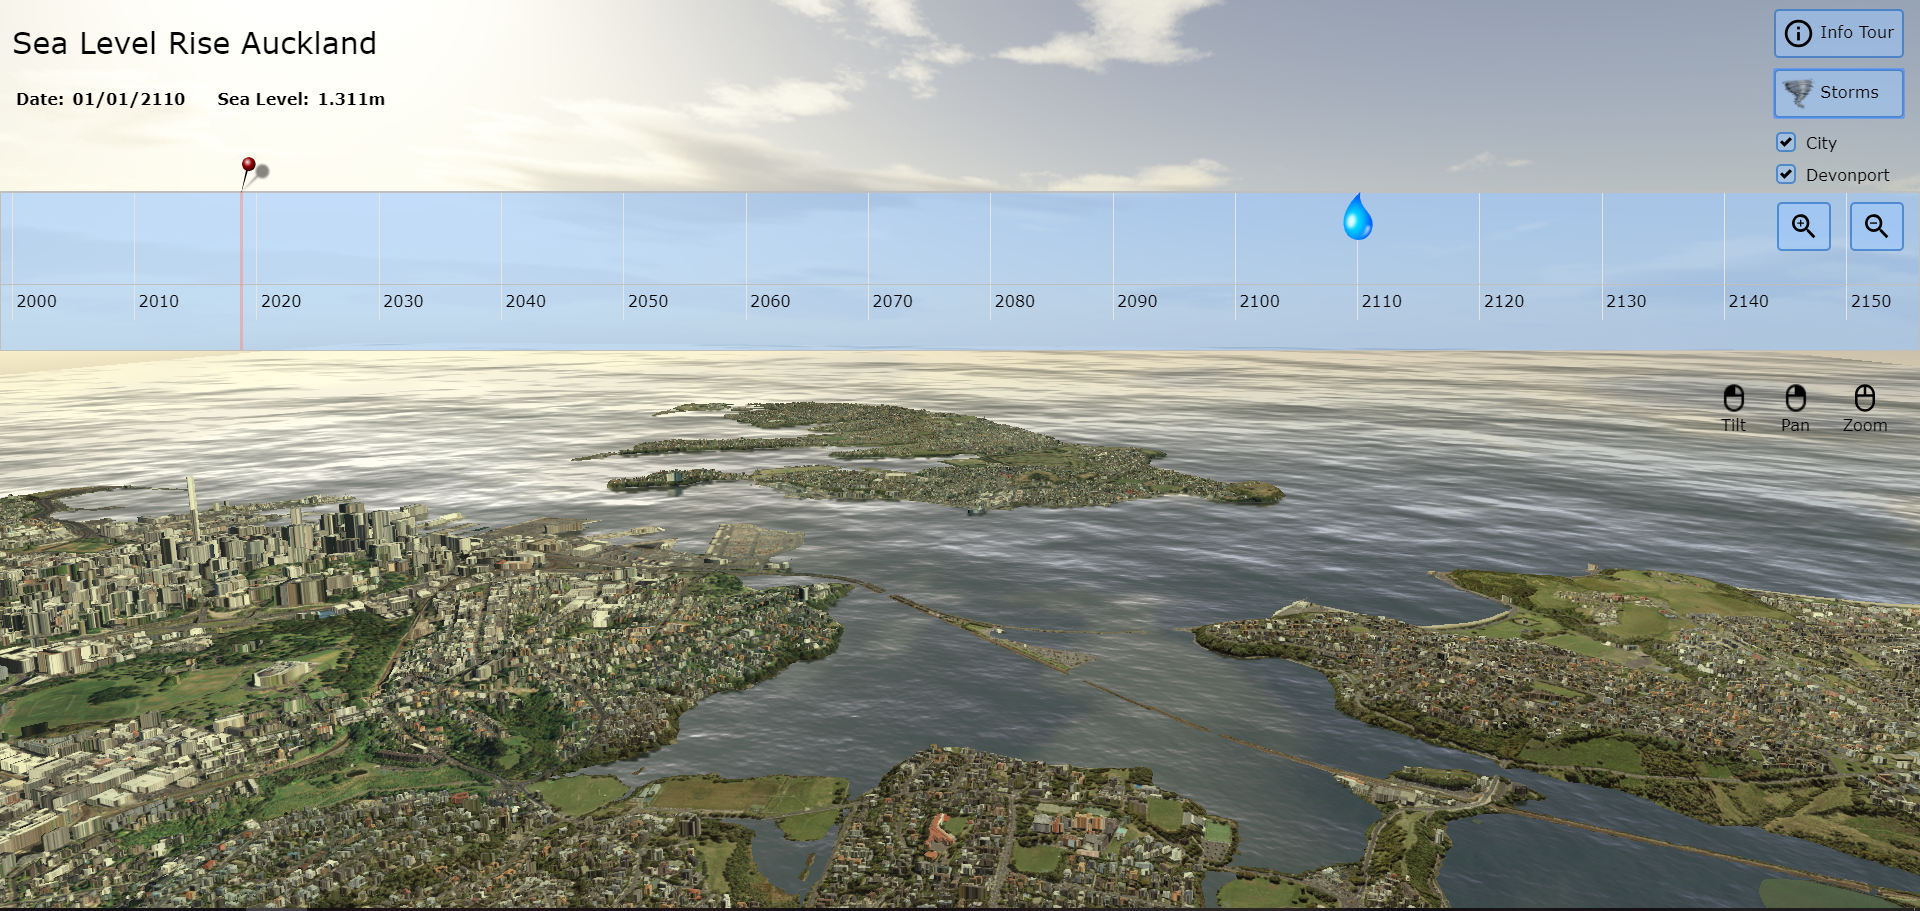 Sea Level Rise Auckland
Date: 01/01/2110 Sea Level: 1.311m
Info Tour
Storms
City
Devonport
2000 2010 2020 2030 2040 2050 2060 2070 2080 2090 2100 2110 2120 2130 2140 2150
Tilt Pan Zoom